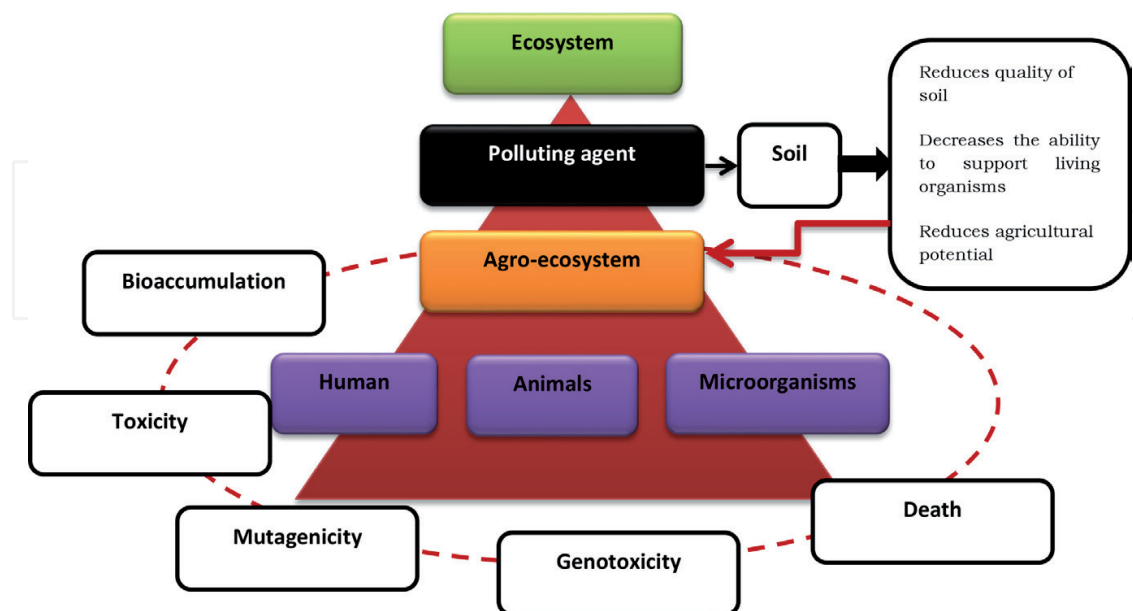 Ecosystem
Polluting agent
Soil
Reduces quality of
soil
Decreases the ability
to support living
organisms
Reduces agricultural
potential
Agro-ecosystem
Bioaccumulation
Human
Animals
Microorganisms
Toxicity
Mutagenicity
Genotoxicity
Death